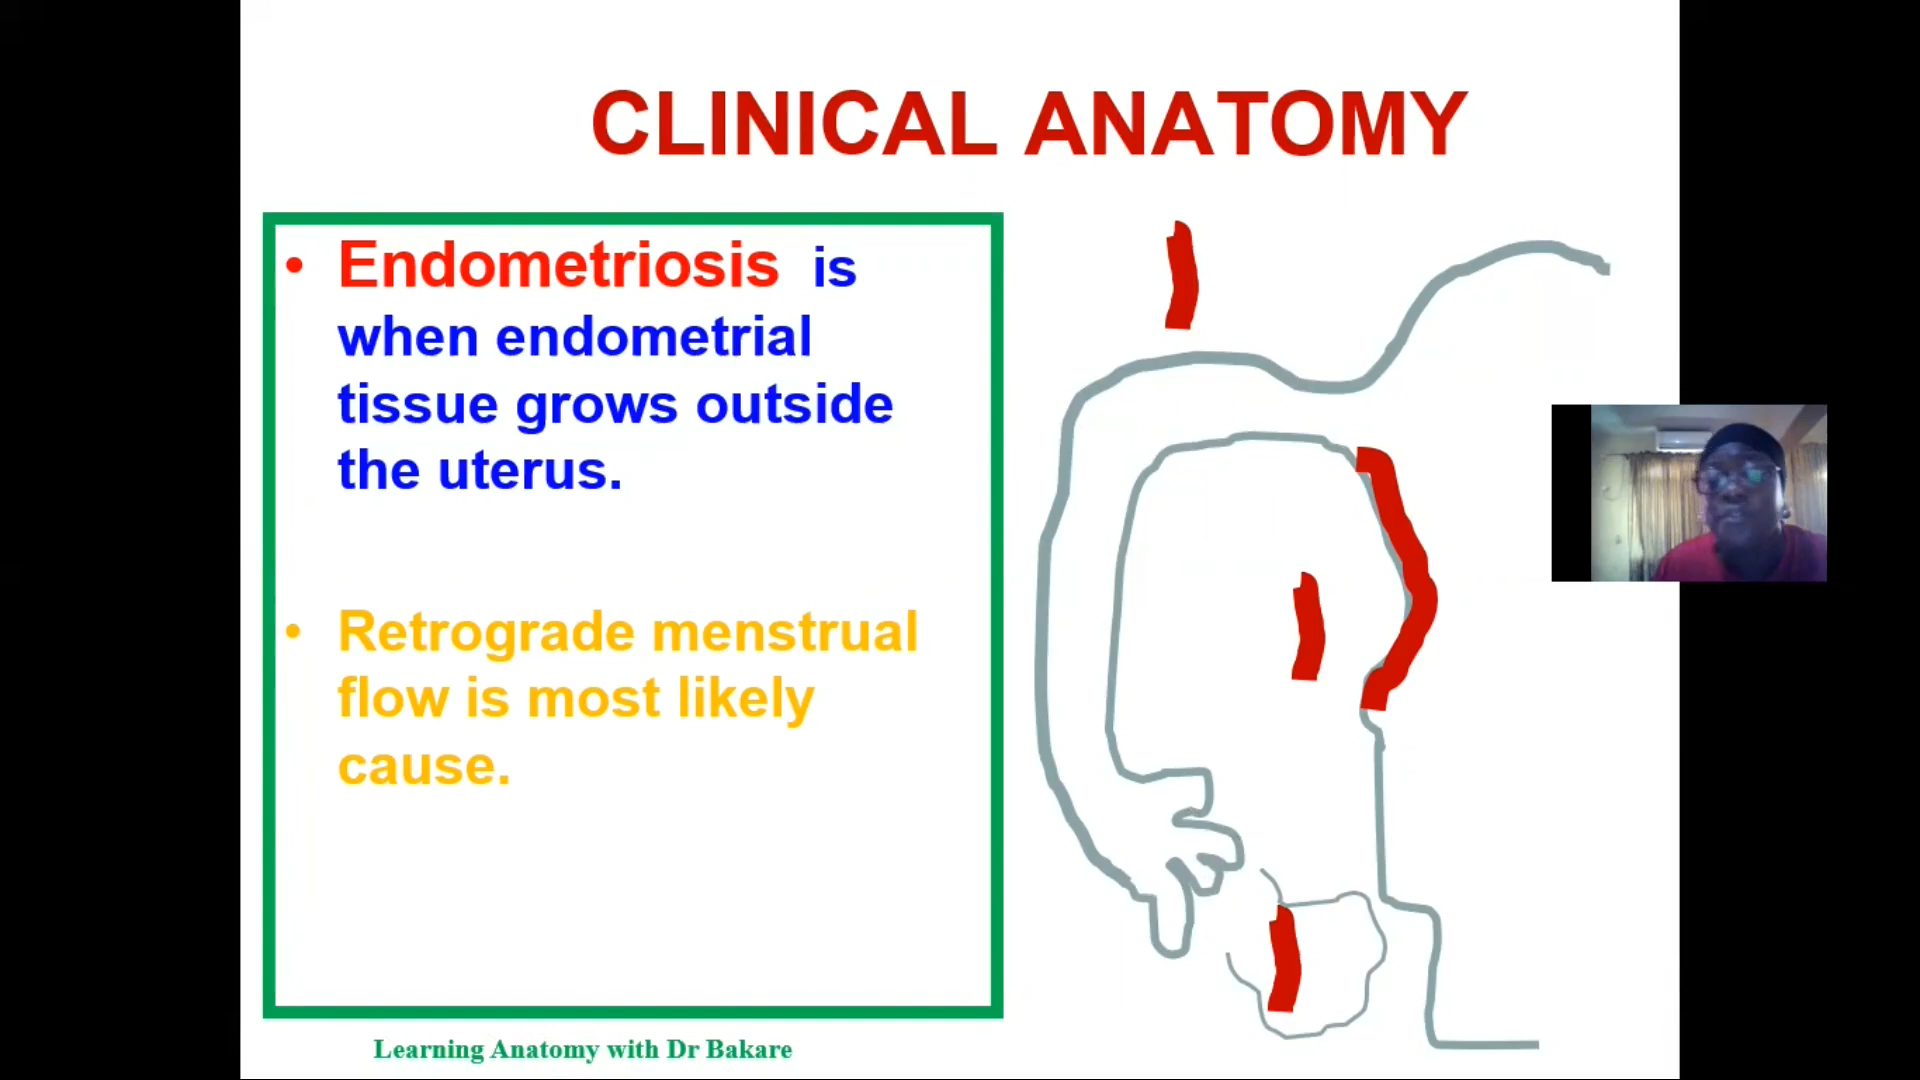 CLINICAL ANATOMY
• Endometriosis is
when endometrial
tissue grows outside
the uterus.
• Retrograde menstrual
flow is most likely
cause.
Learning Anatomy with Dr Bakare